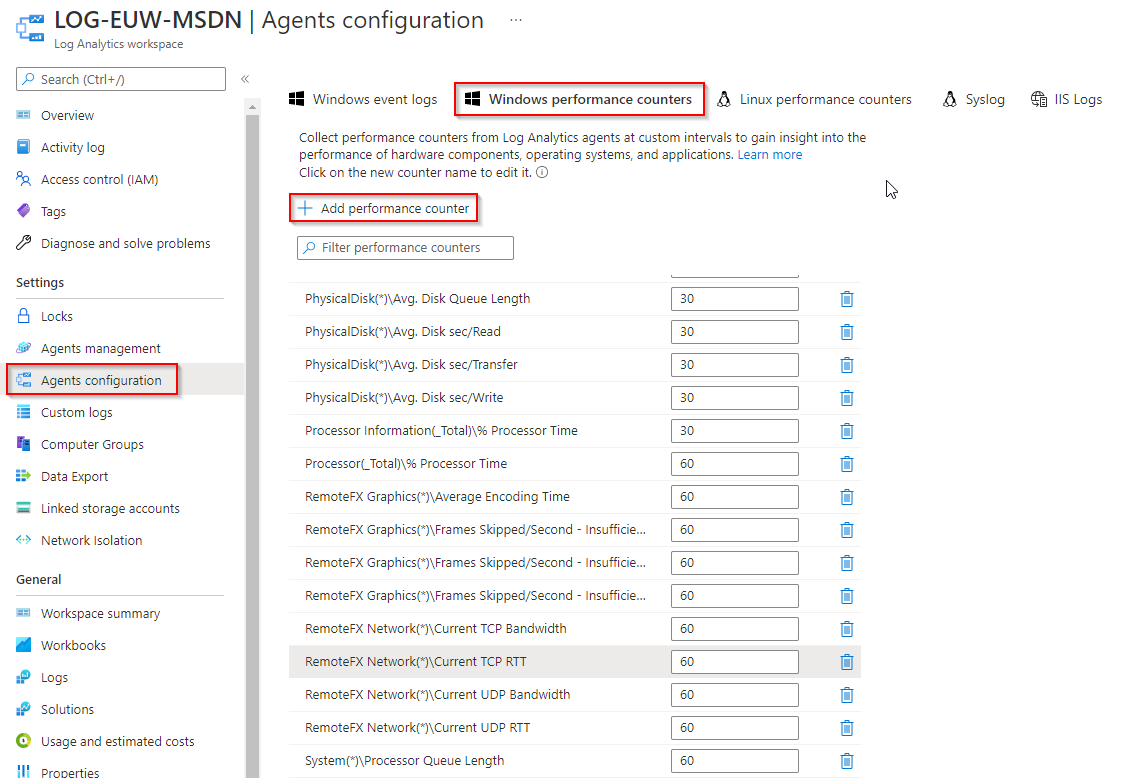 LOG-EUW-MSDN | Agents configuration ...
Log Analytics workspace
Search (Ctrl+/)
«
Overview
Activity log
Access control (IAM)
Tags
Diagnose and solve problems
Settings
Locks
Agents management
Agents configuration
Custom logs
Computer Groups
Data Export
Linked storage accounts
Network Isolation
General
Workspace summary
Workbooks
Logs
Solutions
Usage and estimated costs
Properties
Windows event logs Windows performance counters Linux performance counters Syslog IIS Logs
Collect performance counters from Log Analytics agents at custom intervals to gain insight into the
performance of hardware components, operating systems, and applications. Learn more
Click on the new counter name to edit it.
Add performance counter
Filter performance counters
PhysicalDisk(*)\Avg. Disk Queue Length 30
PhysicalDisk(*)\Avg. Disk sec/Read 30
PhysicalDisk(*)\Avg. Disk sec/Transfer 30
PhysicalDisk(*)\Avg. Disk sec/Write 30
Processor Information(_Total)\% Processor Time 30
Processor(_Total)\% Processor Time 60
RemoteFX Graphics(*)\Average Encoding Time 60
RemoteFX Graphics(*)\Frames Skipped/Second - Insufficie... 60
RemoteFX Graphics(*)\Frames Skipped/Second - Insufficie... 60
RemoteFX Graphics(*)\Frames Skipped/Second - Insufficie... 60
RemoteFX Network(*)\Current TCP Bandwidth 60
RemoteFX Network(*)\Current TCP RTT 60
RemoteFX Network(*)\Current UDP Bandwidth 60
RemoteFX Network(*)\Current UDP RTT 60
System(*)\Processor Queue Length 60